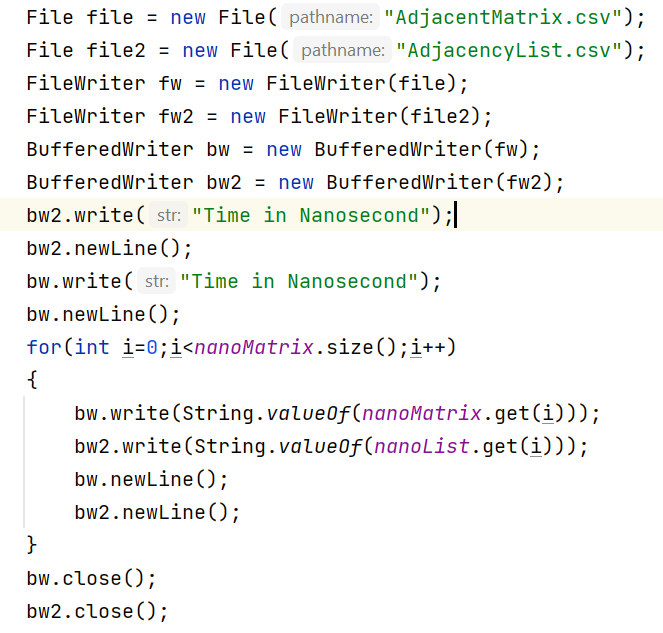 File file = new File( pathname: "AdjacentMatrix.csv");
File file2 = new File( pathname: "AdjacencyList.csv");
FileWriter fw = new FileWriter(file);
FileWriter fw2 = new FileWriter(file2);
BufferedWriter bw = new BufferedWriter(fw);
BufferedWriter bw2 = new BufferedWriter(fw2);
bw2.write( str: "Time in Nanosecond");
bw2.newLine();
bw.write( str: "Time in Nanosecond");
bw.newLine();
for(int i=0;i<nanoMatrix.size();i++)
{
    bw.write(String.valueOf(nanoMatrix.get(i)));
    bw2.write(String.valueOf(nanoList.get(i)));
    bw.newLine();
    bw2.newLine();
}
bw.close();
bw2.close();